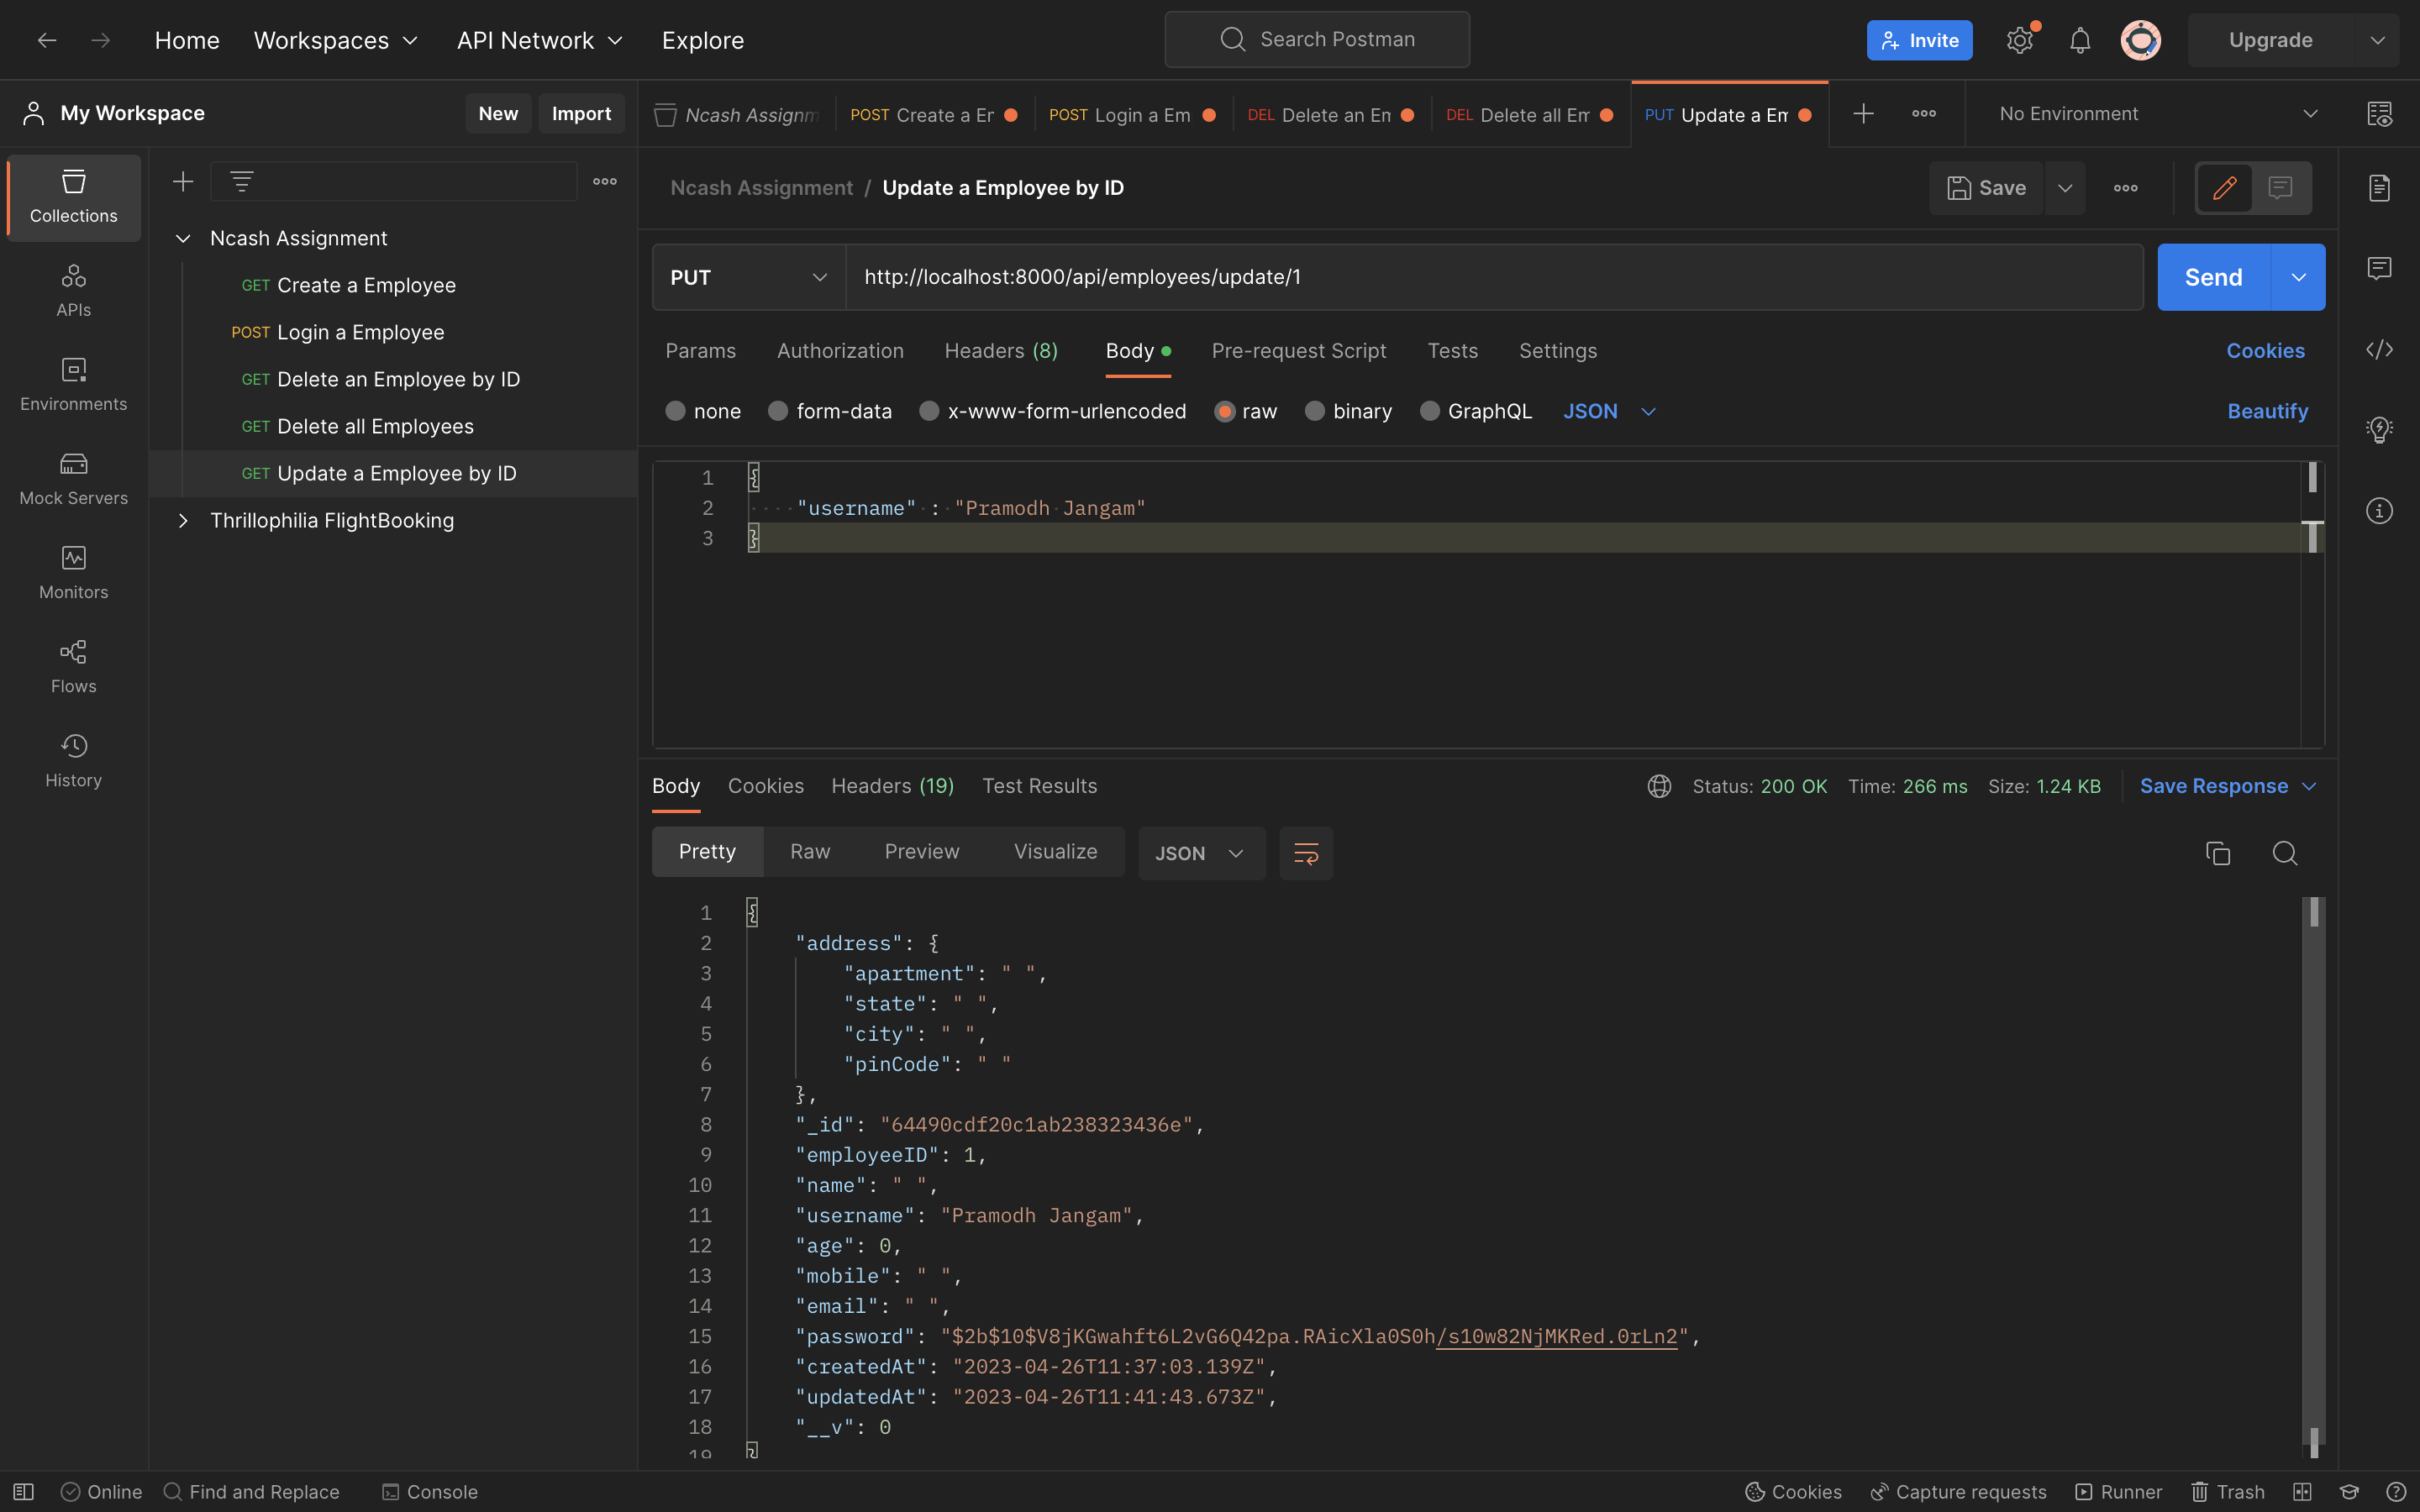 Home Workspaces API Network Explore Search Postman Invite Upgrade
My Workspace New Import
Ncash Assignm POST Create a Er POST Login a Em DEL Delete an En DEL Delete all Em PUT Update a Em No Environment
Collections
APIs
Environments
Mock Servers
Monitors
Flows
History
Ncash Assignment
GET Create a Employee
POST Login a Employee
GET Delete an Employee by ID
GET Delete all Employees
GET Update a Employee by ID
Thrillophilia FlightBooking
Ncash Assignment / Update a Employee by ID Save
PUT http://localhost:8000/api/employees/update/1 Send
Params Authorization Headers (8) Body Pre-request Script Tests Settings Cookies
none form-data x-www-form-urlencoded raw binary GraphQL JSON Beautify
1 {
2 "username" : "Pramodh Jangam"
3 }
Body Cookies Headers (19) Test Results Status: 200 OK Time: 266 ms Size: 1.24 KB Save Response
Pretty Raw Preview Visualize JSON
1 {
2 "address": {
3 "apartment": " ",
4 "state": " ",
5 "city": " ",
6 "pinCode": " "
7 },
8 "_id": "64490cdf20c1ab238323436e",
9 "employeeID": 1,
10 "name": " ",
11 "username": "Pramodh Jangam",
12 "age": 0,
13 "mobile": " ",
14 "email": " ",
15 "password": "$2b$10$V8jKGwahft6L2vG6Q42pa.RAicXla0S0h/s10w82NjMKRed.0rLn2",
16 "createdAt": "2023-04-26T11:37:03.139Z",
17 "updatedAt": "2023-04-26T11:41:43.673Z",
18 "__v": 0
19 }
Online Find and Replace Console Cookies Capture requests Runner Trash